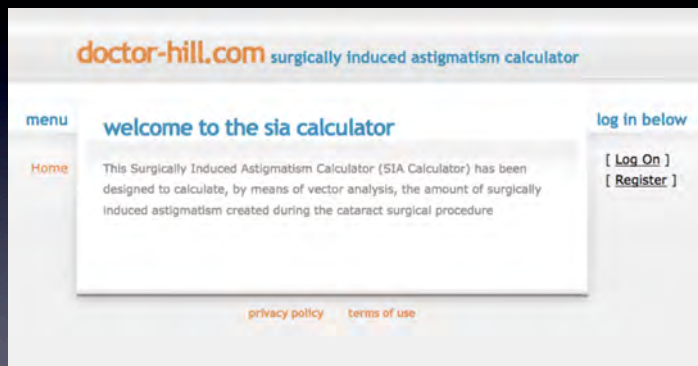 doctor-hill.com surgically induced astigmatism calculator
menu
Home
welcome to the sia calculator
This Surgically Induced Astigmatism Calculator (SIA Calculator) has been
designed to calculate, by means of vector analysis, the amount of surgically
induced astigmatism created during the cataract surgical procedure
log in below
[ Log On ]
[ Register ]
privacy policy terms of use